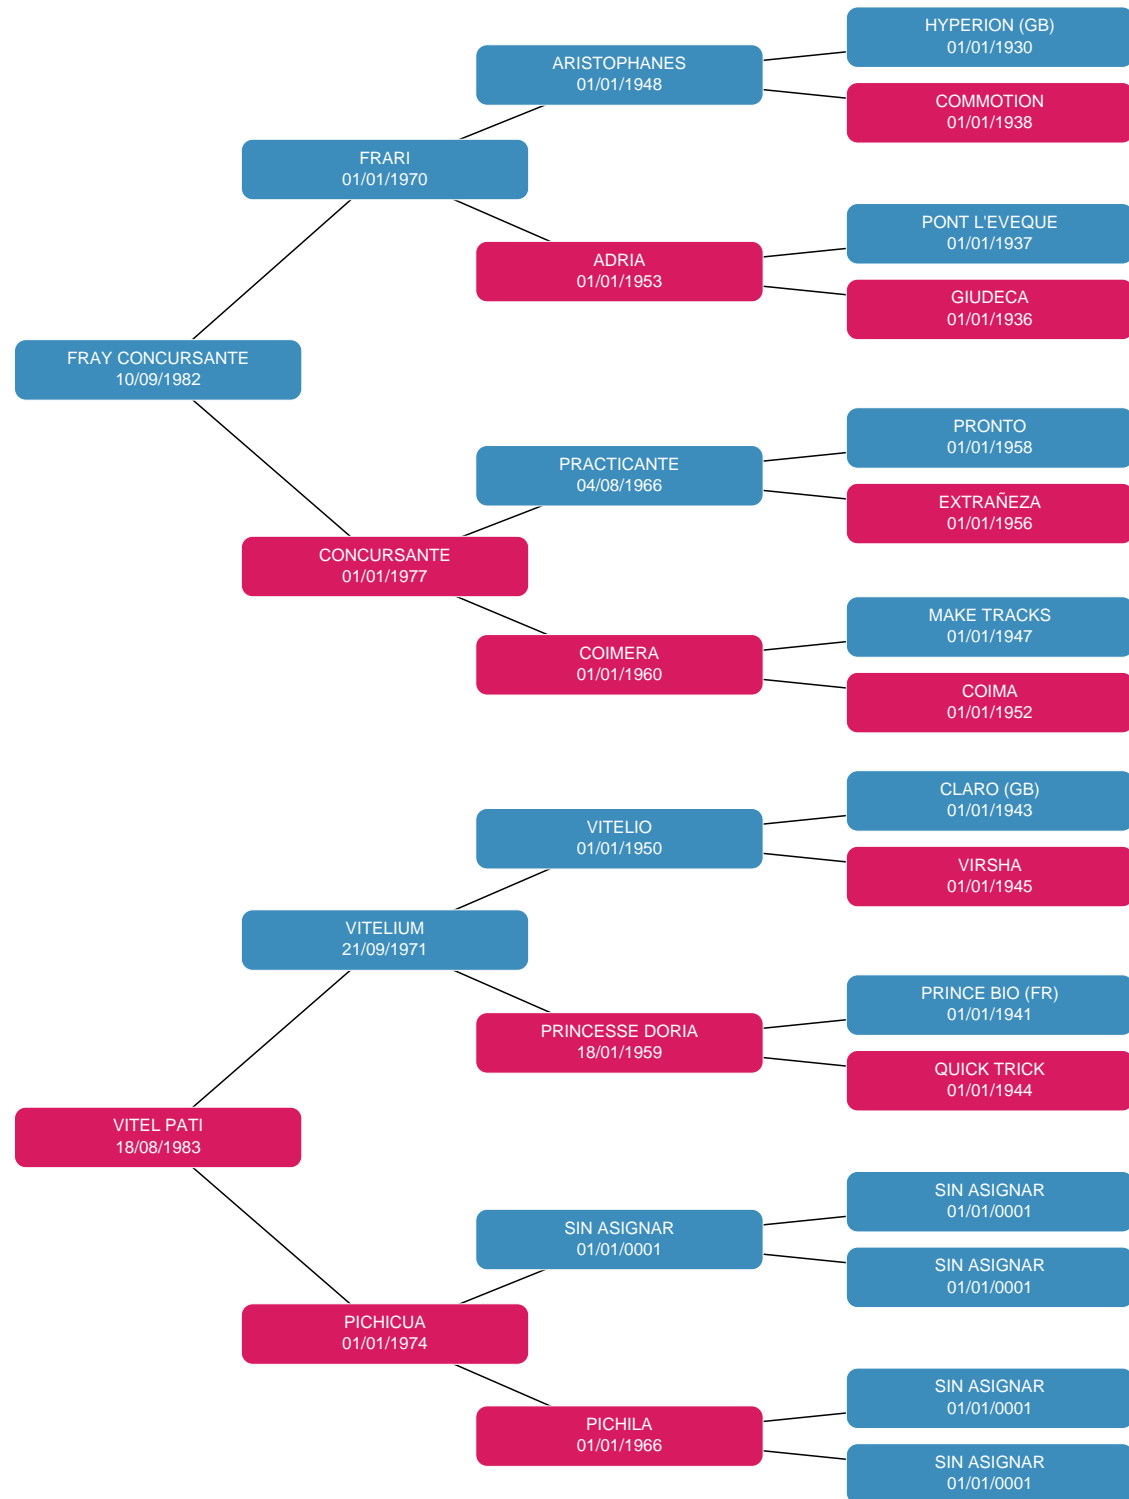 HYPERION (GB)
01/01/1930
ARISTOPHANES
01/01/1948
COMMOTION
01/01/1938
FRARI
01/01/1970
PONT L'EVEQUE
01/01/1937
ADRIA
01/01/1953
GIUDECA
01/01/1936
FRAY CONCURSANTE
10/09/1982
PRONTO
01/01/1958
PRACTICANTE
04/08/1966
EXTRAÑEZA
01/01/1956
CONCURSANTE
01/01/1977
MAKE TRACKS
01/01/1947
COIMERA
01/01/1960
COIMA
01/01/1952
CLARO (GB)
01/01/1943
VITELIO
01/01/1950
VIRSHA
01/01/1945
VITELIUM
21/09/1971
PRINCE BIO (FR)
01/01/1941
PRINCESSE DORIA
18/01/1959
QUICK TRICK
01/01/1944
VITEL PATI
18/08/1983
SIN ASIGNAR
01/01/0001
SIN ASIGNAR
01/01/0001
SIN ASIGNAR
01/01/0001
PICHICUA
01/01/1974
SIN ASIGNAR
01/01/0001
PICHILA
01/01/1966
SIN ASIGNAR
01/01/0001